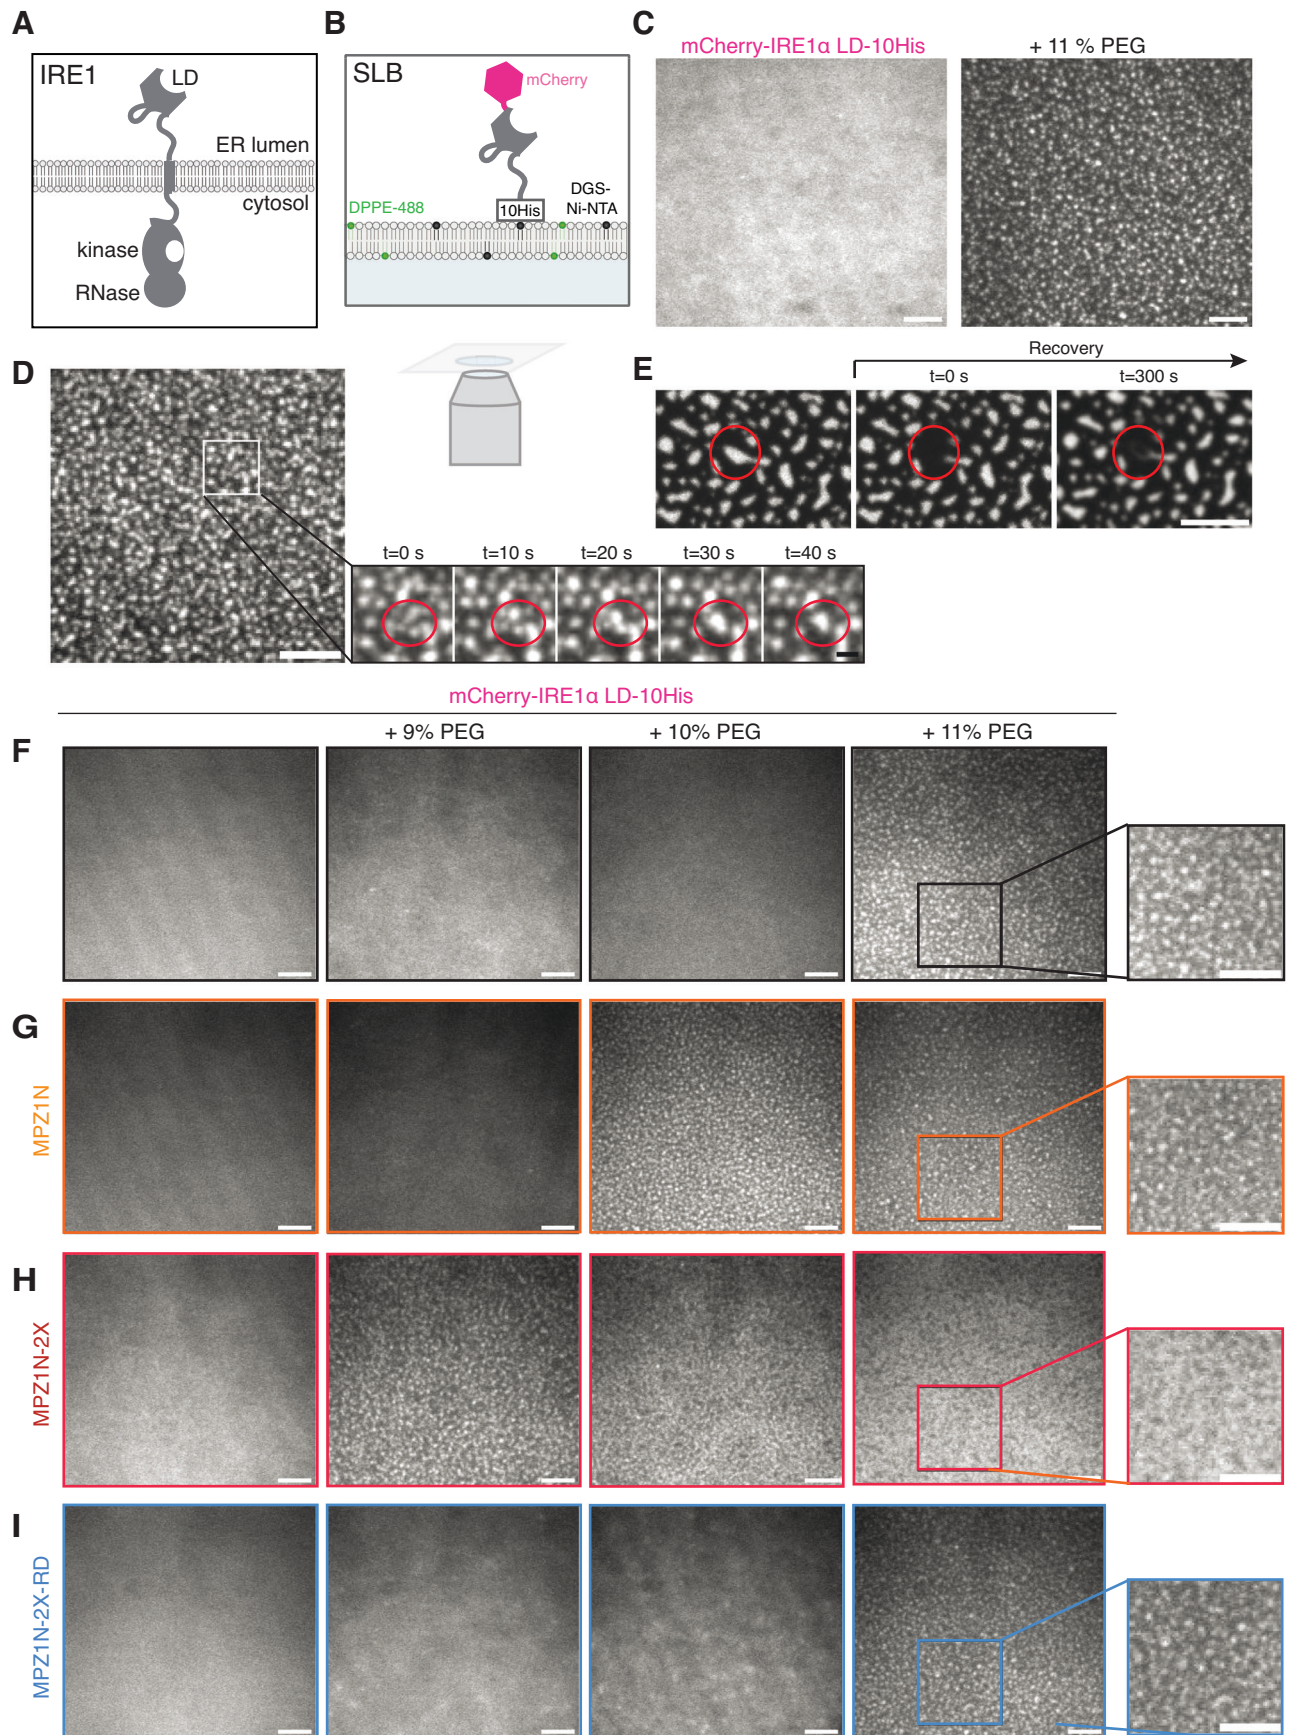 A
IRE1
LD
ER lumen
cytosol
kinase
RNase
B
SLB
mCherry
DPPE-488
10His
DGS-
Ni-NTA
C
mCherry-IRE1α LD-10His
+ 11 % PEG
D
t=0 s
t=10 s
t=20 s
t=30 s
t=40 s
E
Recovery
t=0 s
t=300 s
mCherry-IRE1α LD-10His
+ 9% PEG
+ 10% PEG
+ 11% PEG
F
G
MPZ1N
H
MPZ1N-2X
I
MPZ1N-2X-RD